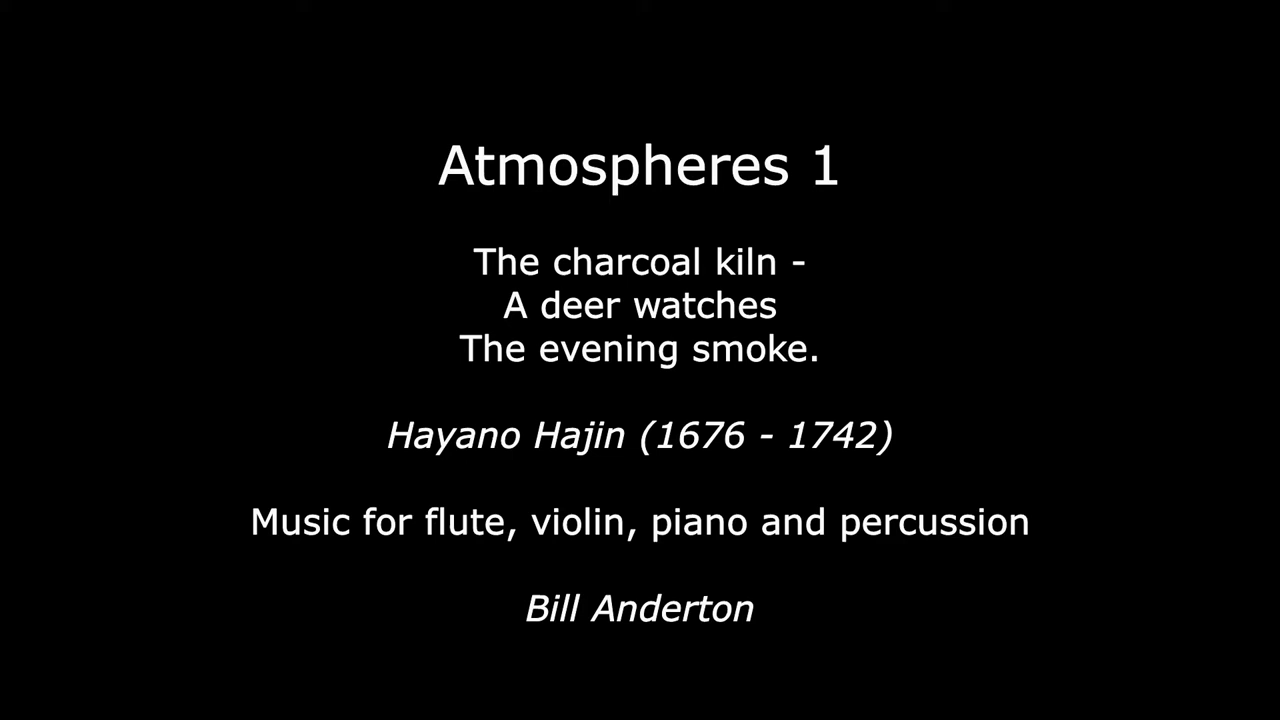 Atmospheres 1
The charcoal kiln -
A deer watches
The evening smoke.
Hayano Hajin (1676 - 1742)
Music for flute, violin, piano and percussion
Bill Anderton